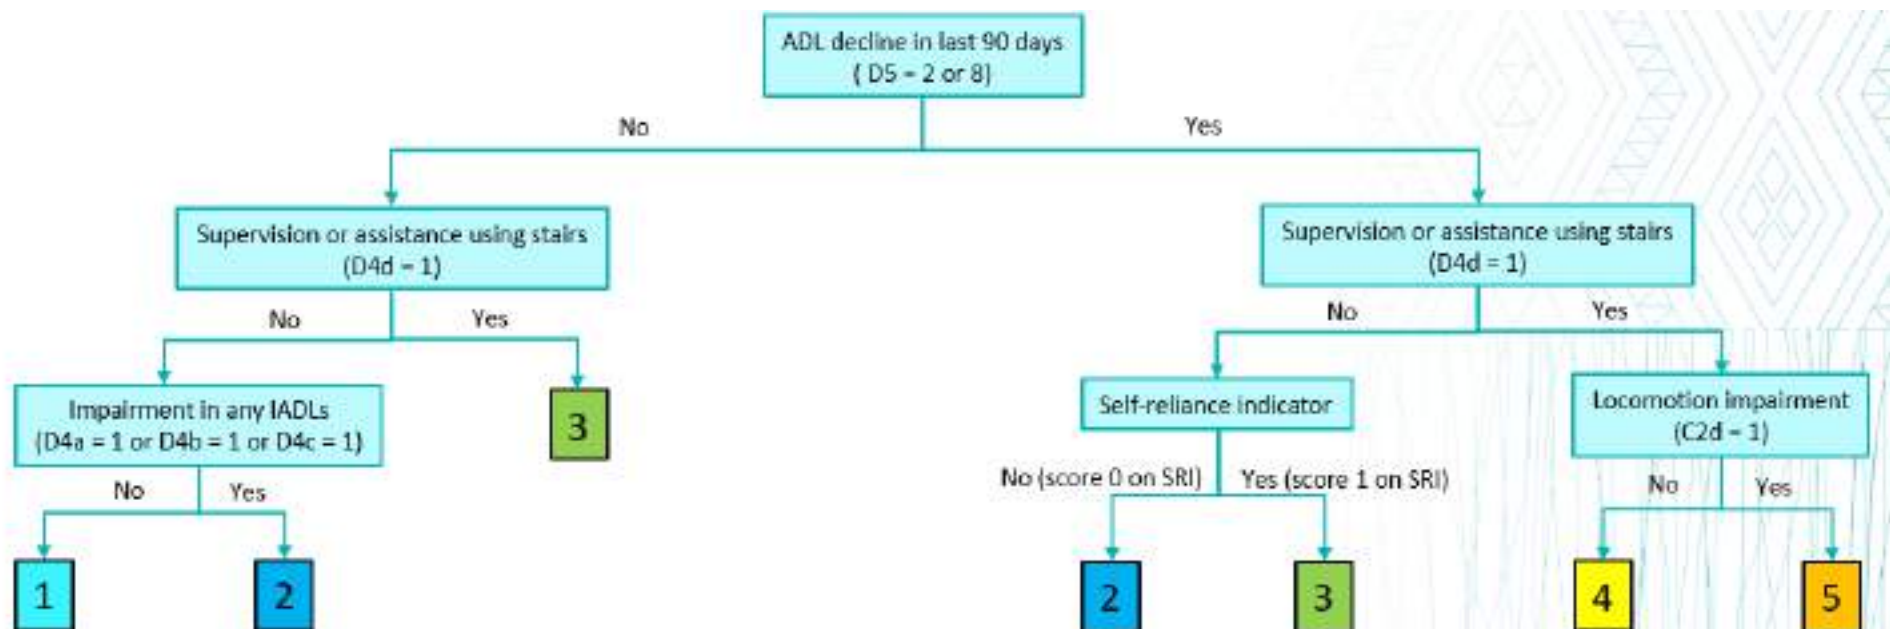 ADL decline in last 90 days
( D5 = 2 or 8)
No
Yes
Supervision or assistance using stairs
(D4d = 1)
Supervision or assistance using stairs
(D4d = 1)
No
Yes
No
Yes
Impairment in any IADLs
(D4a = 1 or D4b = 1 or D4c = 1)
3
Self-reliance indicator
Locomotion impairment
(C2d = 1)
No
Yes
No (score 0 on SRI)
Yes (score 1 on SRI)
No
Yes
1
2
2
3
4
5